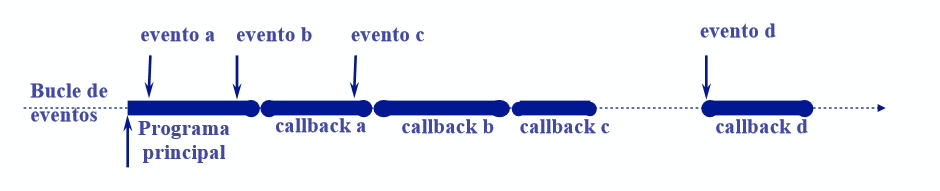 evento a
evento b
evento c
evento d
Bucle de
eventos
Programa
principal
callback a
callback b
callback c
callback d